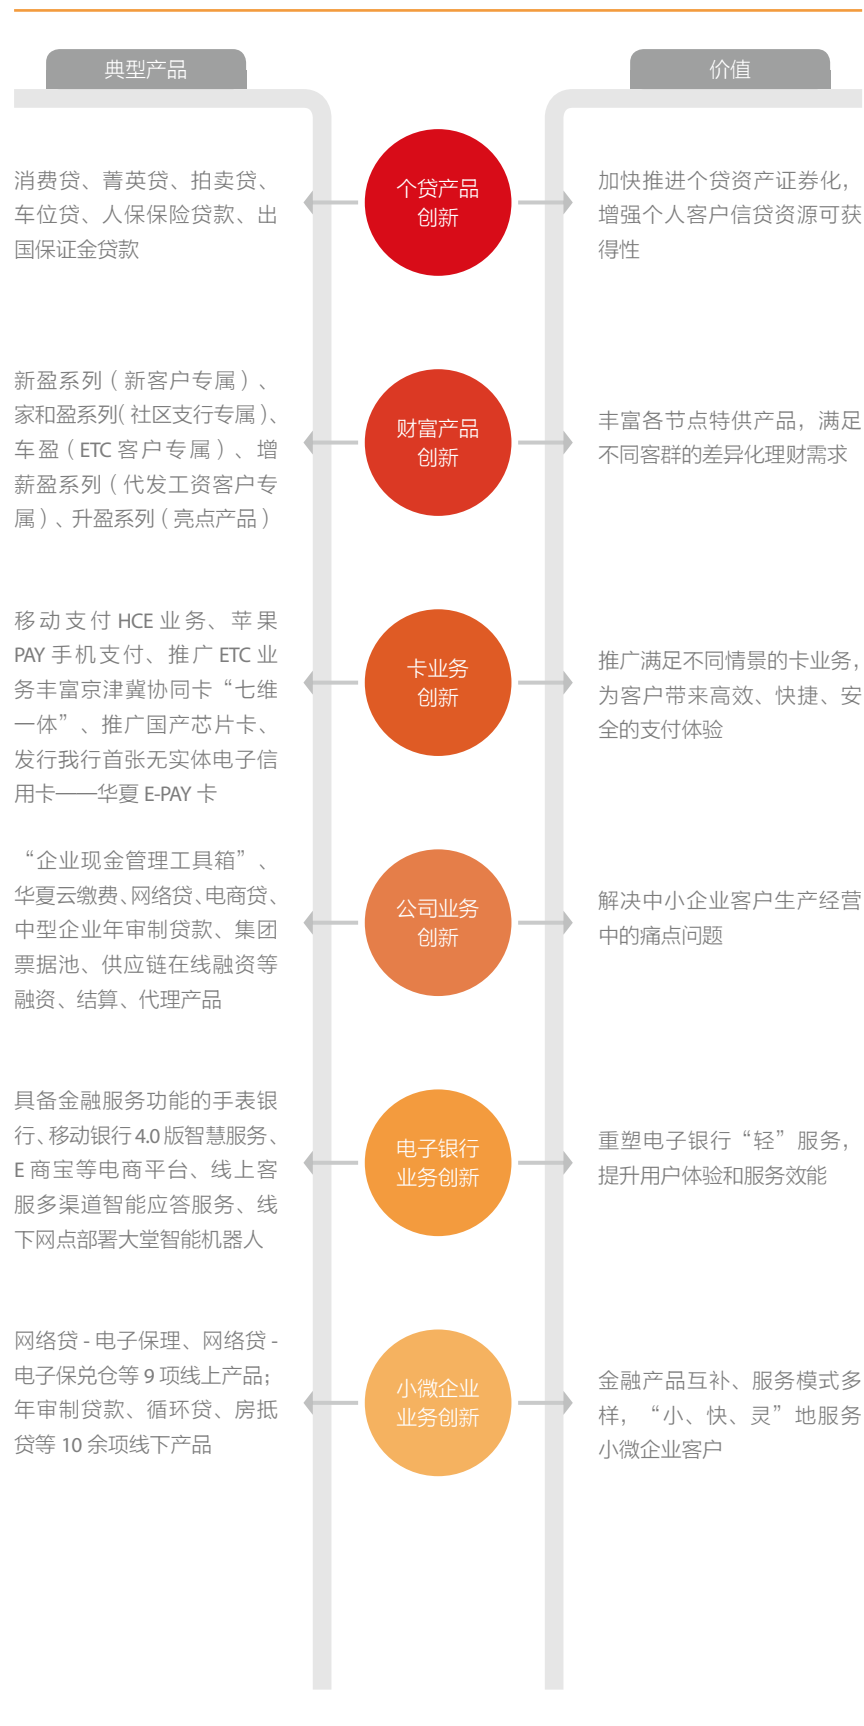 典型产品
价值
消费贷、菁英贷、拍卖贷、
车位贷、人保保险贷款、出
国保证金贷款
个贷产品
创新
加快推进个贷资产证券化，
增强个人客户信贷资源可获
得性
新盈系列（新客户专属）、
家和盈系列（社区支行专属）、
车盈（ETC 客户专属）、增
薪盈系列（代发工资客户专
属）、升盈系列（亮点产品）
财富产品
创新
丰富各节点特供产品，满足
不同客群的差异化理财需求
移动支付 HCE 业务、苹果
PAY 手机支付、推广 ETC 业
务丰富京津冀协同卡“七维
一体”、推广国产芯片卡、
发行我行首张无实体电子信
用卡——华夏 E-PAY 卡
卡业务
创新
推广满足不同情景的卡业务，
为客户带来高效、快捷、安
全的支付体验
“企业现金管理工具箱”、
华夏云缴费、网络贷、电商贷、
中型企业年审制贷款、集团
票据池、供应链在线融资等
融资、结算、代理产品
公司业务
创新
解决中小企业客户生产经营
中的痛点问题
具备金融服务功能的手表银
行、移动银行 4.0 版智慧服务、
E 商宝等电商平台、线上客
服多渠道智能应答服务、线
下网点部署大堂智能机器人
电子银行
业务创新
重塑电子银行“轻”服务，
提升用户体验和服务效能
网络贷 - 电子保理、网络贷 -
电子保兑仓等 9 项线上产品；
年审制贷款、循环贷、房抵
贷等 10 余项线下产品
小微企业
业务创新
金融产品互补、服务模式多
样，“小、快、灵”地服务
小微企业客户